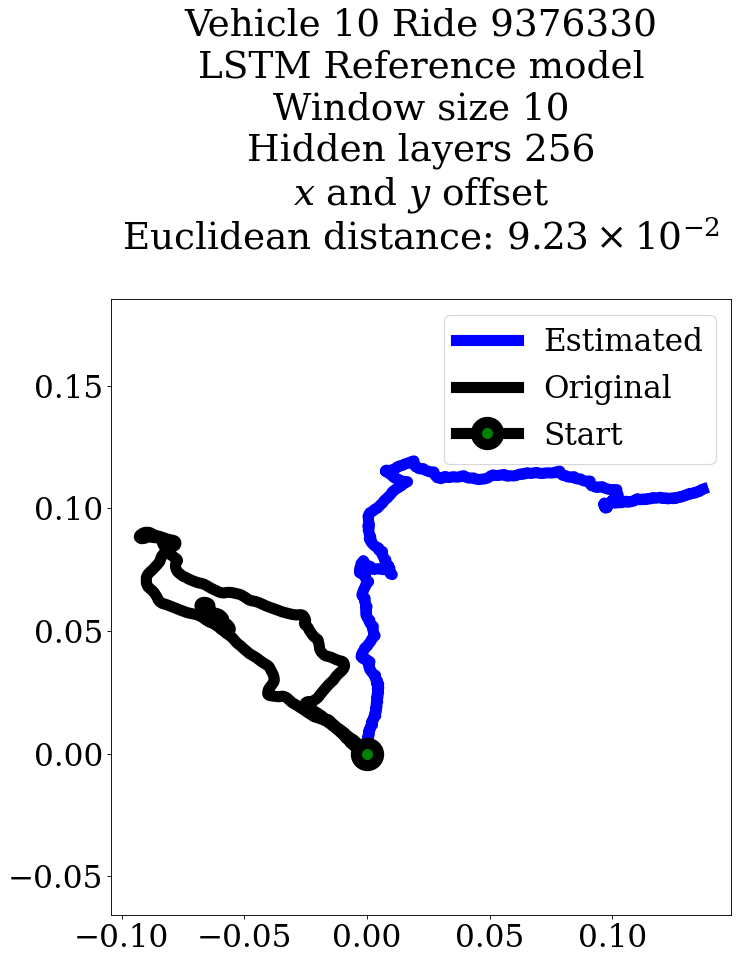 Vehicle 10 Ride 9376330
LSTM Reference model
Window size 10
Hidden layers 256
x and y offset
Euclidean distance: 9.23 × 10⁻²
Estimated
Original
Start
0.15
0.10
0.05
0.00
−0.05
−0.10 −0.05 0.00 0.05 0.10